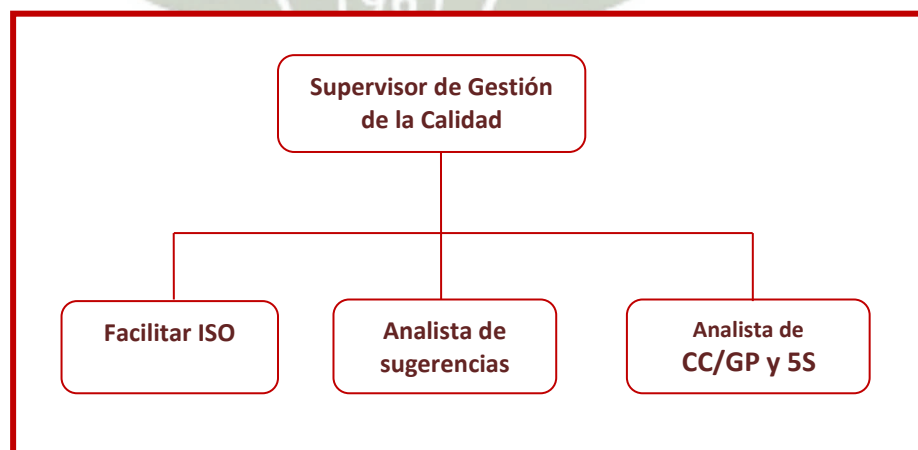 Supervisor de Gestión
de la Calidad
Facilitar ISO
Analista de
sugerencias
Analista de
CC/GP y 5S